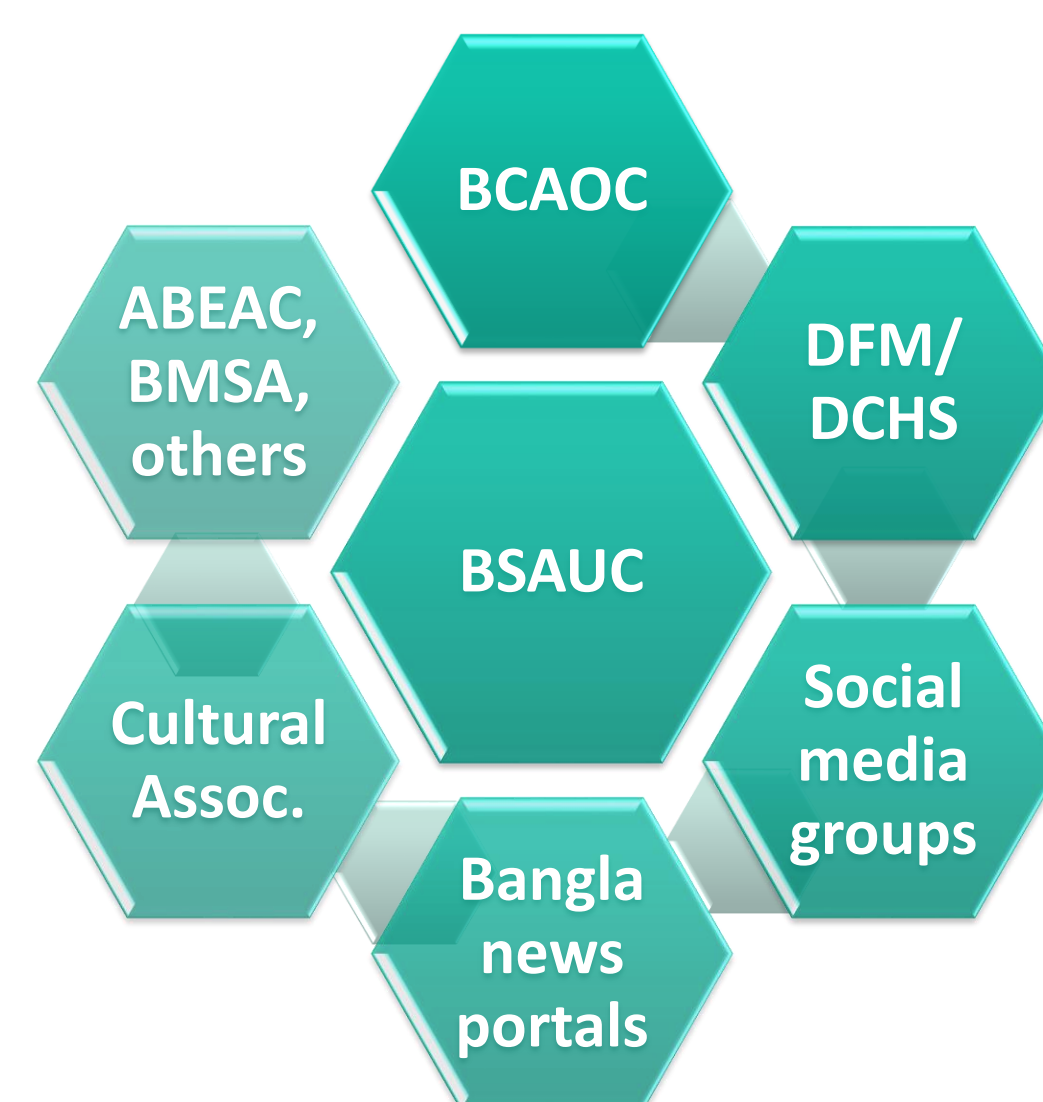 BCAOC
DFM/
DCHS
Social
media
groups
Bangla
news
portals
Cultural
Assoc.
ABEAC,
BMSA,
others
BSAUC